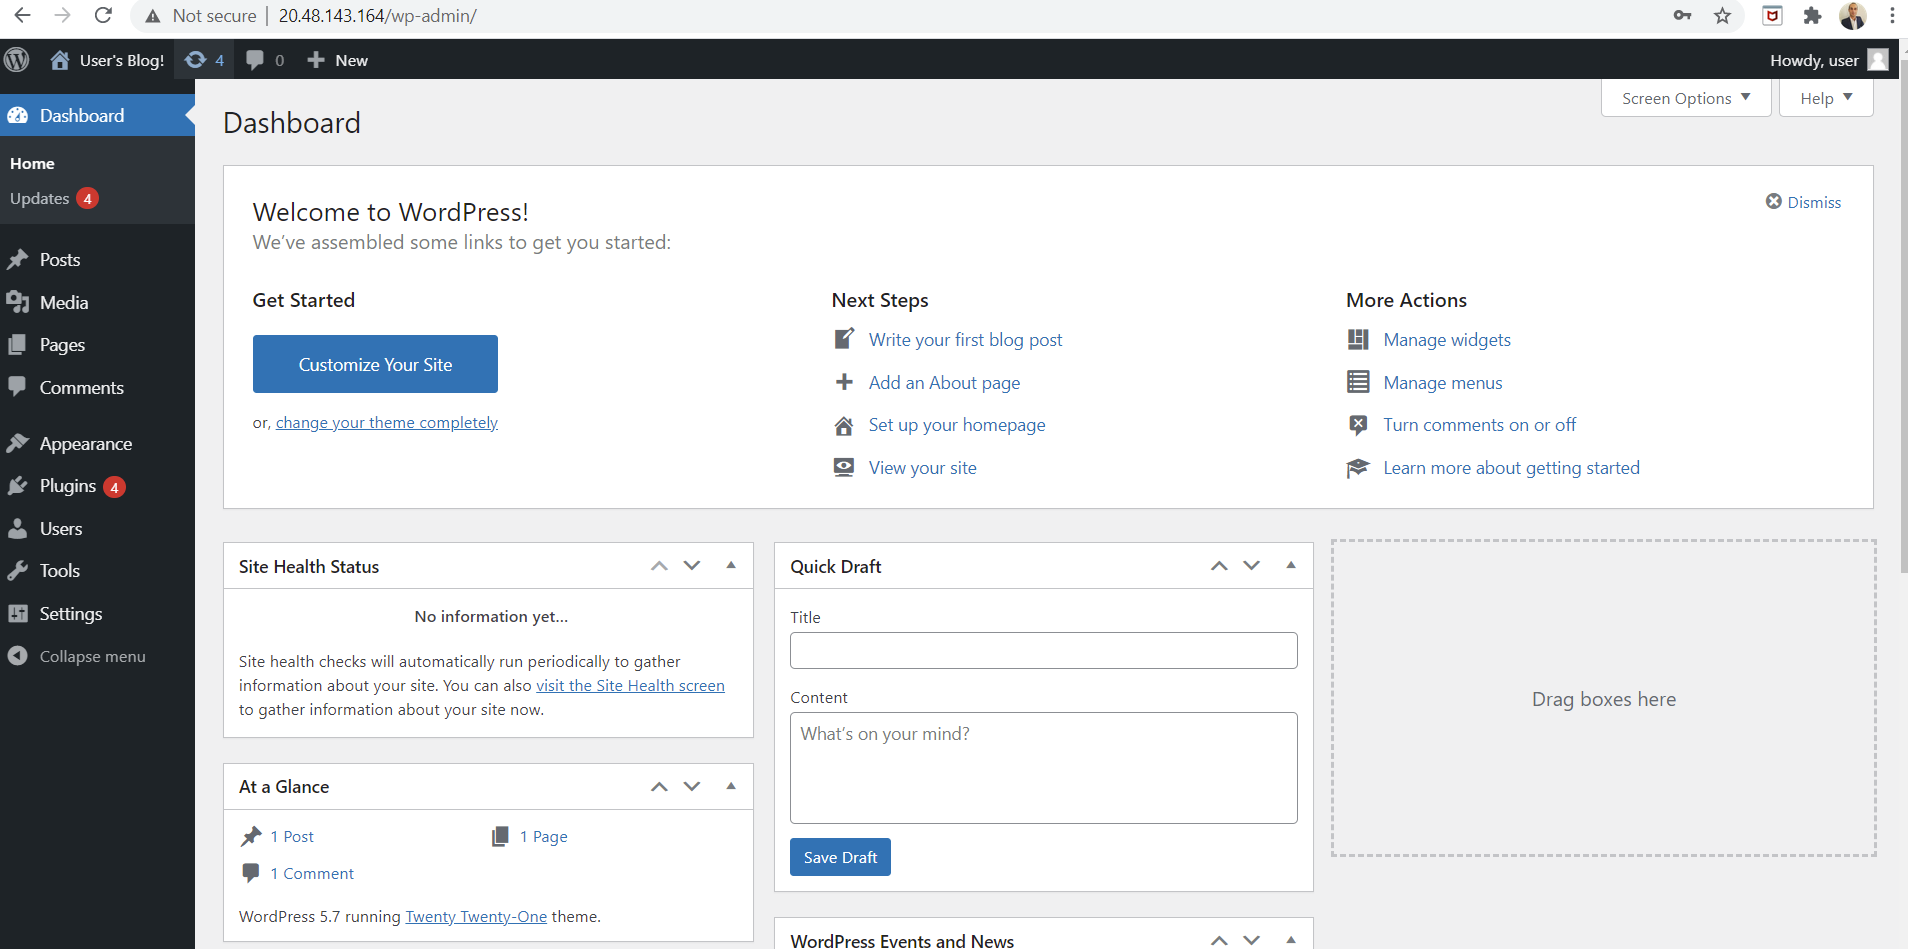 Not secure | 20.48.143.164/wp-admin/
User's Blog! 4 0 New
Howdy, user
Dashboard
Home
Updates 4
Posts
Media
Pages
Comments
Appearance
Plugins 4
Users
Tools
Settings
Collapse menu
Screen Options Help
Dashboard
Welcome to WordPress!
Dismiss
We've assembled some links to get you started:
Get Started
Customize Your Site
or, change your theme completely
Next Steps
Write your first blog post
Add an About page
Set up your homepage
View your site
More Actions
Manage widgets
Manage menus
Turn comments on or off
Learn more about getting started
Site Health Status
No information yet...
Site health checks will automatically run periodically to gather
information about your site. You can also visit the Site Health screen
to gather information about your site now.
At a Glance
1 Post 1 Page
1 Comment
WordPress 5.7 running Twenty Twenty-One theme.
Quick Draft
Title
Content
What's on your mind?
Save Draft
WordPress Events and News
Drag boxes here